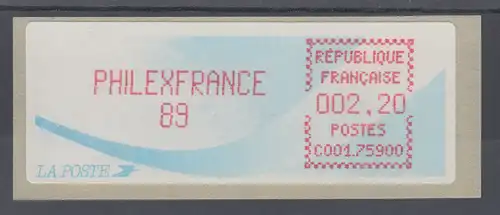 PHILEXFRANCE
89
RÉPUBLIQUE
FRANÇAISE
002,20
POSTES
C001.75900
LA POSTE